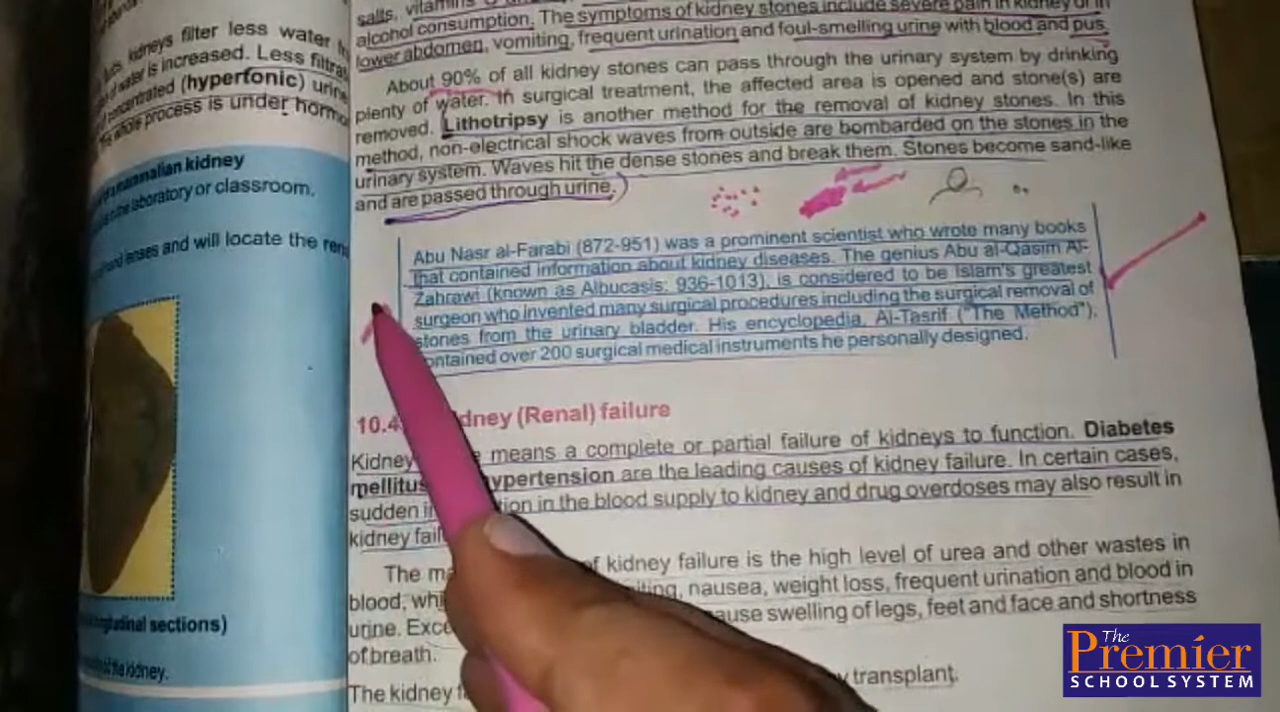 filter less water
kidneys
of water is increased. Less
concentrated (hypertonic)
The whole process is under
mammalian kidney
the laboratory or classroom.
lenses and will locate the
sections)
of the kidney.
salts, vitamins
alcohol consumption. The symptoms of kidney stones include severe pain in kidney or in
lower abdomen, vomiting, frequent urination and foul-smelling urine with blood and pus.
About 90% of all kidney stones can pass through the urinary system by drinking
plenty of water. In surgical treatment, the affected area is opened and stone(s) are
removed. Lithotripsy is another method for the removal of kidney stones. In this
method, non-electrical shock waves from outside are bombarded on the stones in the
urinary system. Waves hit the dense stones and break them. Stones become sand-like
and are passed through urine.
Abu Nasr al-Farabi (872-951) was a prominent scientist who wrote many books
that contained information about kidney diseases. The genius Abu al-Qasim Al-
Zahrawi (known as Albucasis; 936-1013), is considered to be Islam's greatest
surgeon who invented many surgical procedures including the surgical removal of
stones from the urinary bladder. His encyclopedia, Al-Tasrif ("The Method"),
contained over 200 surgical medical instruments he personally designed.
10.4 (Renal) failure
Kidney means a complete or partial failure of kidneys to function. Diabetes
mellitus are the leading causes of kidney failure. In certain cases,
sudden in the blood supply to kidney and drug overdoses may also result in
kidney
The of kidney failure is the high level of urea and other wastes in
blood, nausea, weight loss, frequent urination and blood in
urine. swelling of legs, feet and face and shortness
of breath.
The kidney transplant.
The
Premier
SCHOOL SYSTEM